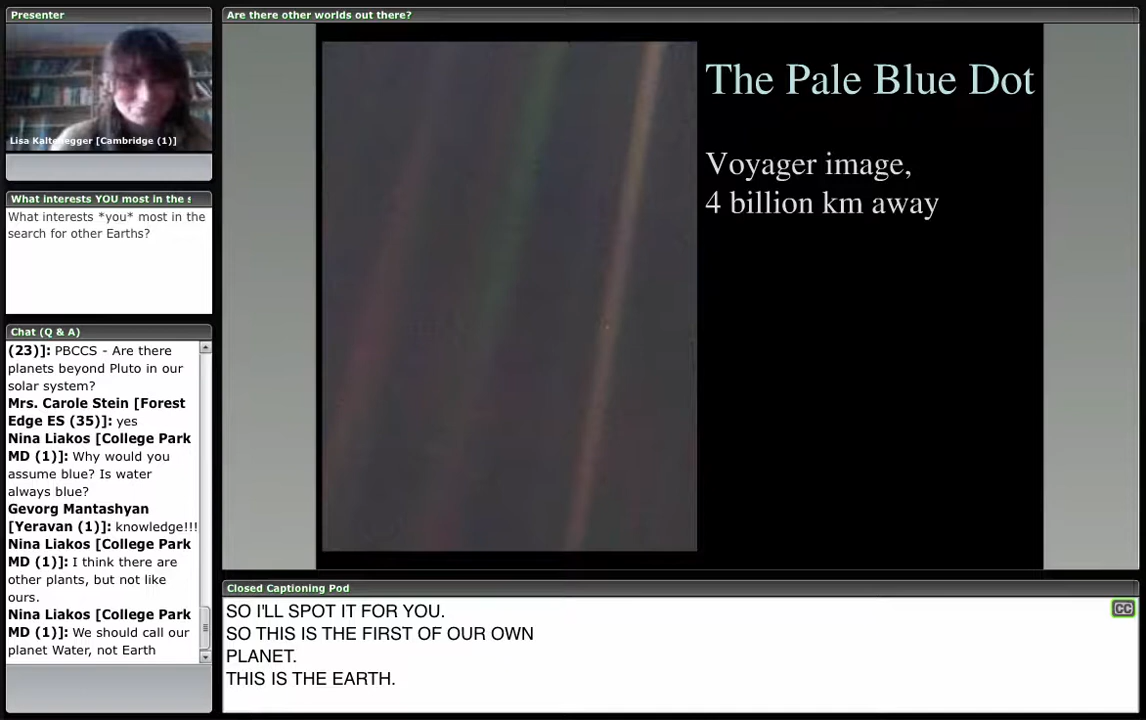 Presenter
Lisa Kaltenegger [Cambridge (1)]
What interests YOU most in the s
What interests *you* most in the
search for other Earths?
Chat (Q & A)
(23)]: PBCCS - Are there
planets beyond Pluto in our
solar system?
Mrs. Carole Stein [Forest
Edge ES (35)]: yes
Nina Liakos [College Park
MD (1)]: Why would you
assume blue? Is water
always blue?
Gevorg Mantashyan
[Yeravan (1)]: knowledge!!!
Nina Liakos [College Park
MD (1)]: I think there are
other plants, but not like
ours.
Nina Liakos [College Park
MD (1)]: We should call our
planet Water, not Earth
Are there other worlds out there?
The Pale Blue Dot
Voyager image,
4 billion km away
Closed Captioning Pod
SO I'LL SPOT IT FOR YOU.
SO THIS IS THE FIRST OF OUR OWN
PLANET.
THIS IS THE EARTH.
CC